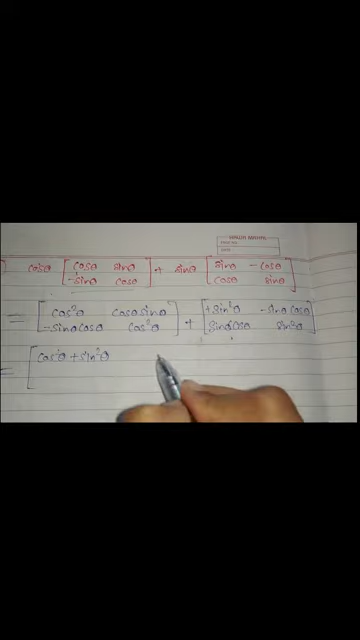 cosθ [ cosθ sinθ ] + sinθ [ sinθ -cosθ ]
[ -sinθ cosθ ] [ cosθ sinθ ]
= [ cos²θ cosθ sinθ ] + [ +sin²θ -sinθ cosθ ]
[ -sinθ cosθ cos²θ ] [ sinθ cosθ sin²θ ]
= [ cos²θ + sin²θ